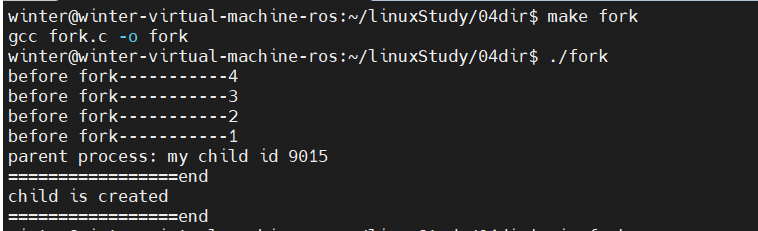 winter@winter-virtual-machine-ros:~/linuxStudy/04dir$ make fork
gcc fork.c -o fork
winter@winter-virtual-machine-ros:~/linuxStudy/04dir$ ./fork
before fork-----------4
before fork-----------3
before fork-----------2
before fork-----------1
parent process: my child id 9015
=================end
child is created
=================end